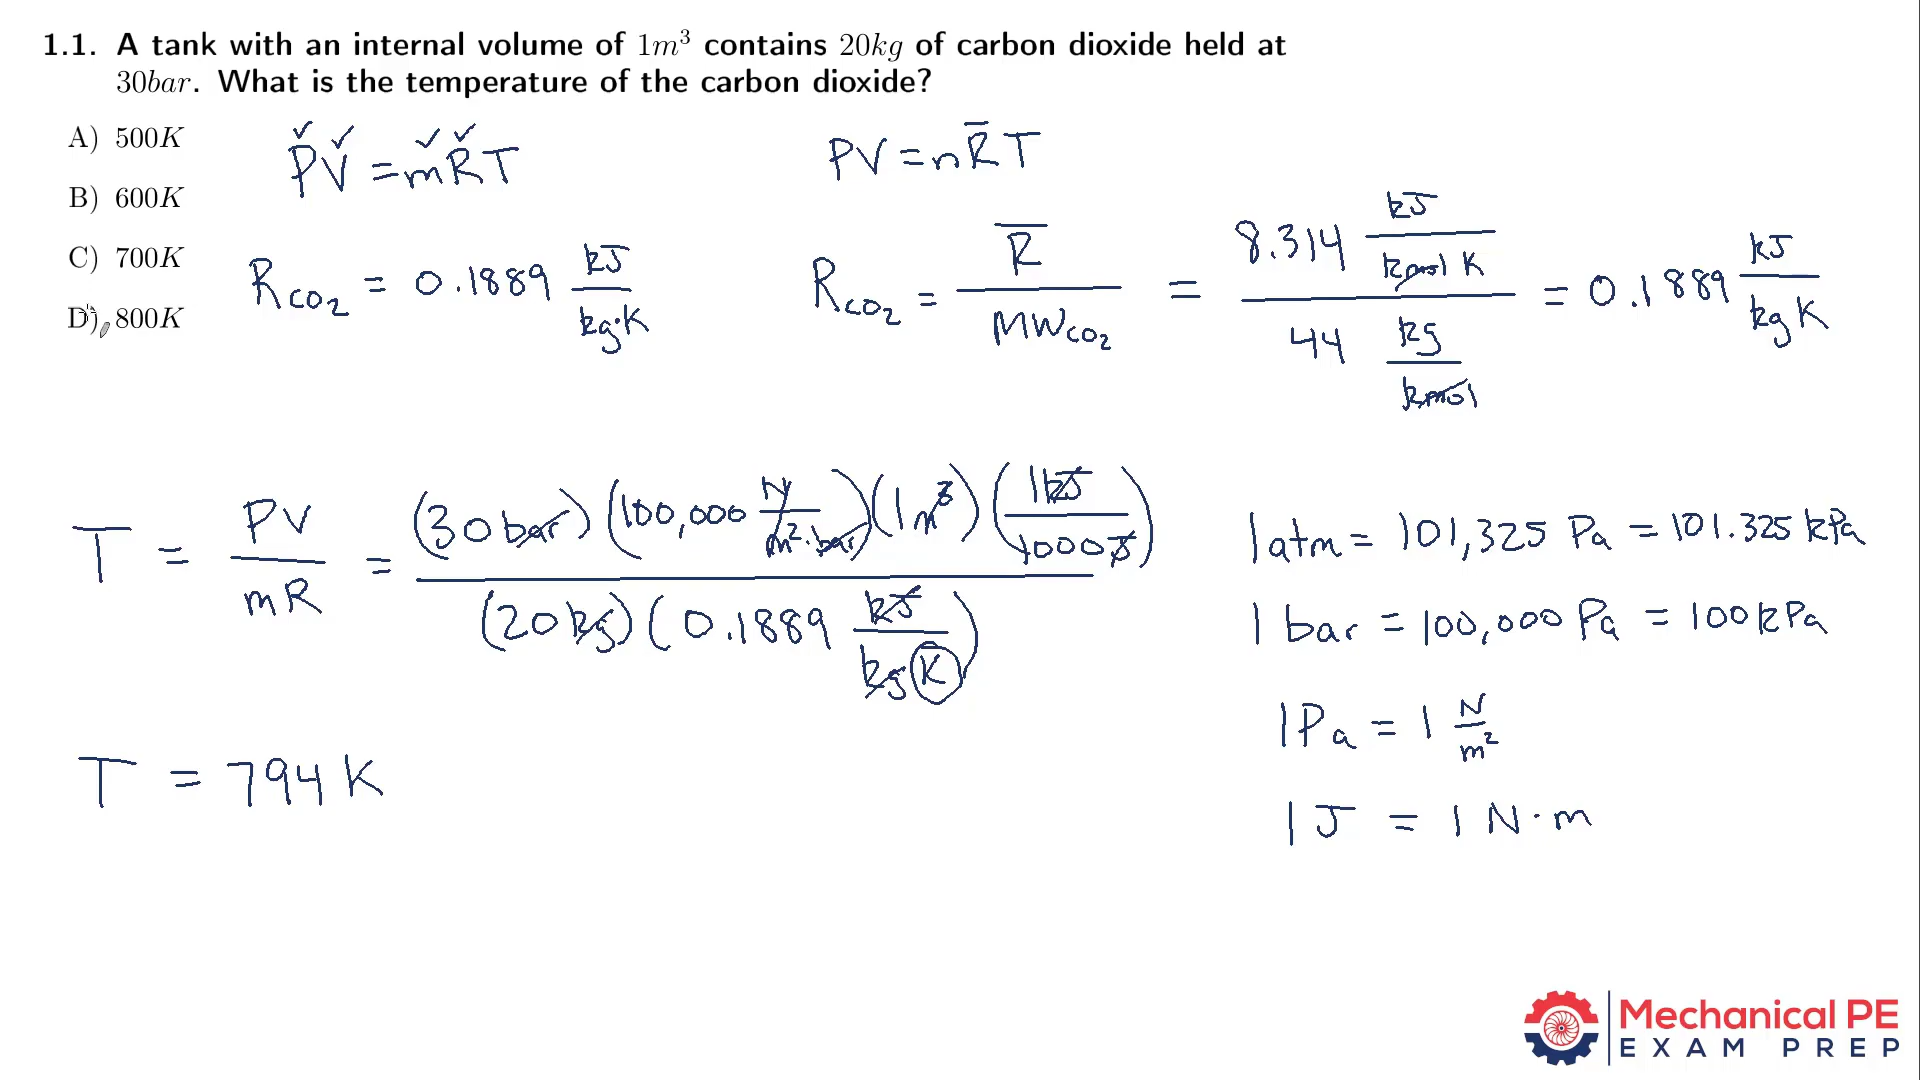 1.1. A tank with an internal volume of 1m³ contains 20kg of carbon dioxide held at
30bar. What is the temperature of the carbon dioxide?
A) 500K
B) 600K
C) 700K
D) 800K
✓ ✓ ✓ ✓
PV = mRT
PV = nR̅T
R_CO₂ = 0.1889 kJ/kg·K
R_CO₂ = R̅/MW_CO₂ = (8.314 kJ/kmol K)/(44 kg/kmol) = 0.1889 kJ/kg K
T = PV/mR = (30 bar)(100,000 N/m²·bar)(1 m³)(1kJ/1000J)/(20 kg)(0.1889 kJ/kg K)
T = 794 K
1 atm = 101,325 Pa = 101.325 kPa
1 bar = 100,000 Pa = 100 kPa
1 Pa = 1 N/m²
1 J = 1 N·m
Mechanical PE
EXAM PREP